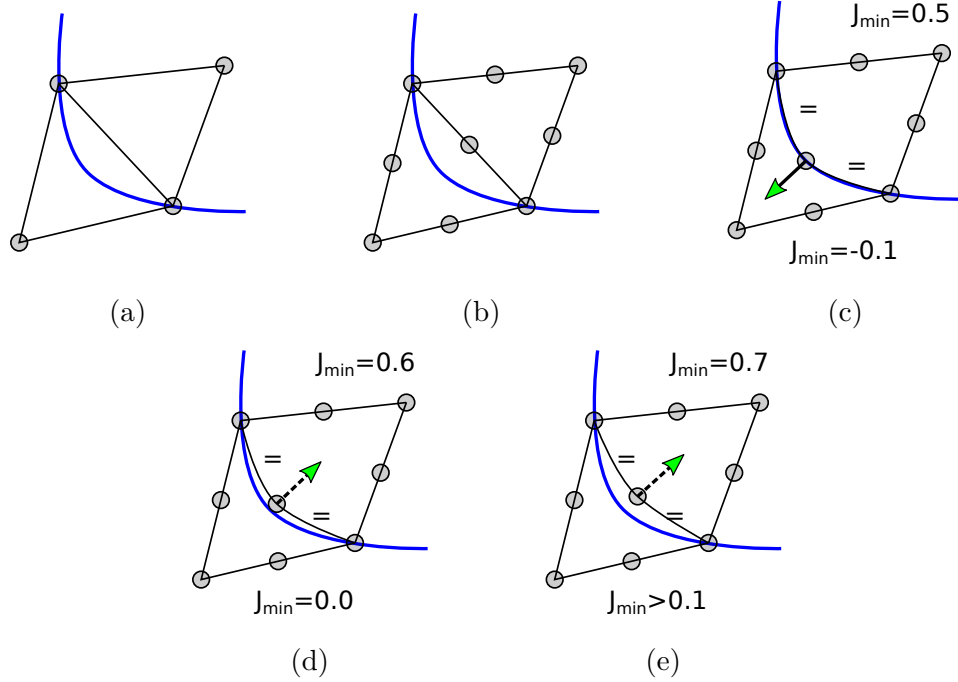 J_min=0.5
=
=
J_min=-0.1
(a) (b) (c)
J_min=0.6 J_min=0.7
= =
= =
J_min=0.0 J_min>0.1
(d) (e)